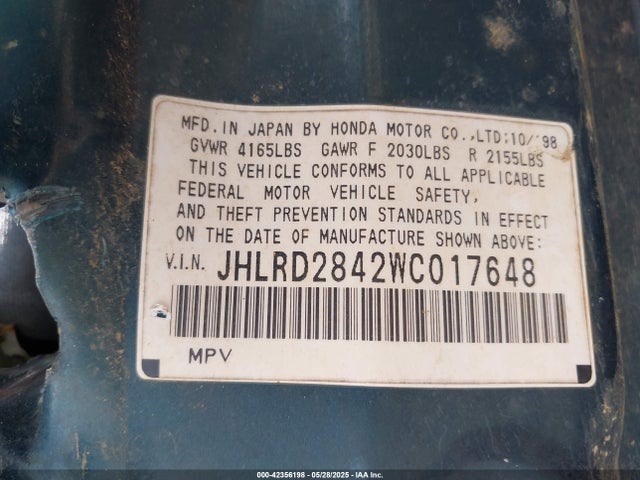 MFD. IN JAPAN BY HONDA MOTOR CO.,LTD;10/'98
GVWR 4165LBS GAWR F 2030LBS R 2155LBS
THIS VEHICLE CONFORMS TO ALL APPLICABLE
FEDERAL MOTOR VEHICLE SAFETY,
AND THEFT PREVENTION STANDARDS IN EFFECT
ON THE DATE OF MANUFACTURE SHOWN ABOVE:
V.I.N. JHLRD2842WC017648
MPV
000-42356198 - 05/28/2025 - IAA Inc.